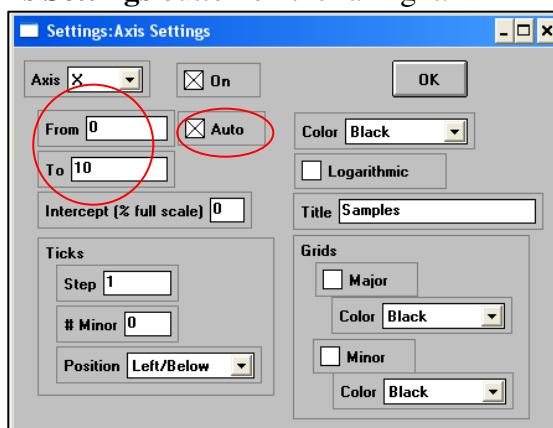 Settings:Axis Settings
Axis X On OK
From 0 Auto Color Black
To 10 Logarithmic
Intercept (% full scale) 0 Title Samples
Ticks
Step 1
# Minor 0
Position Left/Below
Grids
Major
Color Black
Minor
Color Black